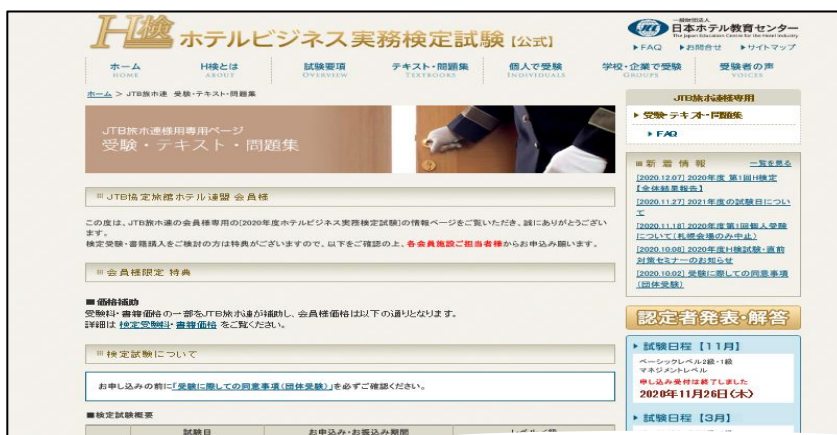 H検 ホテルビジネス実務検定試験【公式】
一般財団法人
日本ホテル教育センター
The Japan Education Centre for the Hotel Industry
▶FAQ ▶お問合せ ▶サイトマップ
ホーム H検とは 試験要項 テキスト・問題集 個人で受験 学校・企業で受験 受験者の声
HOME ABOUT OVERVIEW TEXTBOOKS INDIVIDUALS GROUPS VOICES
ホーム > JTB旅ホ連 受験・テキスト・問題集
JTB旅ホ連様用専用ページ
受験・テキスト・問題集
JTB協定旅館ホテル連盟 会員様
この度は、JTB旅ホ連の会員様専用の[2020年度ホテルビジネス実務検定試験]の情報ページをご覧いただき、誠にありがとうござい
ます。
検定受験・書籍購入をご検討の方は特典がございますので、以下をご確認の上、各会員施設ご担当者様からお申込み願います。
会員様限定 特典
■価格補助
受験料・書籍価格の一部をJTB旅ホ連が補助し、会員様価格は以下の通りとなります。
詳細は 検定受験料・書籍価格 をご覧ください。
検定試験について
お申し込みの前に「受験に際しての同意事項(団体受験)」を必ずご確認ください。
■検定試験概要
試験日 お申込み・お振込み期間
JTB旅ホ連様専用
▶受験・テキスト・問題集
▶FAQ
新着情報 一覧を見る
[2020.12.07] 2020年度 第1回H検定
【全体結果報告】
[2020.11.27] 2021年度の試験日につい
て
[2020.11.18] 2020年度第1回個人受験
について(札幌会場のみ中止)
[2020.10.08] 2020年度H検試験・直前
対策セミナーのお知らせ
[2020.10.02] 受験に際しての同意事項
(団体受験)
認定者発表・解答
▶試験日程【11月】
ベーシックレベル2級・1級
マネジメントレベル
申し込み受付は終了しました
2020年11月26日(木)
▶試験日程【3月】